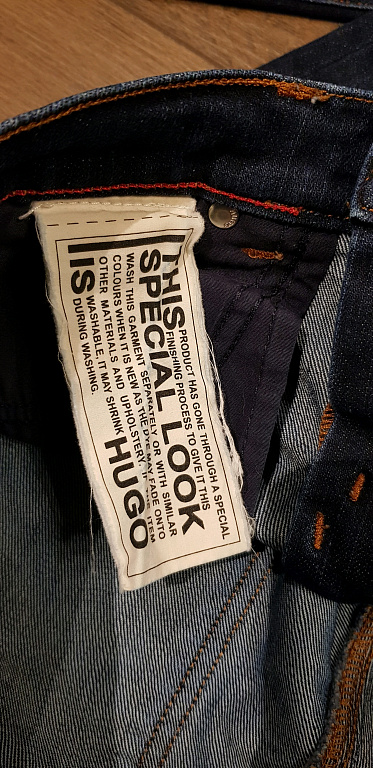 THIS PRODUCT HAS GONE THROUGH A SPECIAL
FINISHING PROCESS TO GIVE IT THIS
SPECIAL LOOK
WASH THIS GARMENT SEPARATELY OR WITH SIMILAR
COLOURS WHEN IT IS NEW AS THE DYE MAY FADE ONTO
OTHER MATERIALS AND UPHOLSTERY. IF THE ITEM
IS WASHABLE, IT MAY SHRINK
DURING WASHING.
HUGO